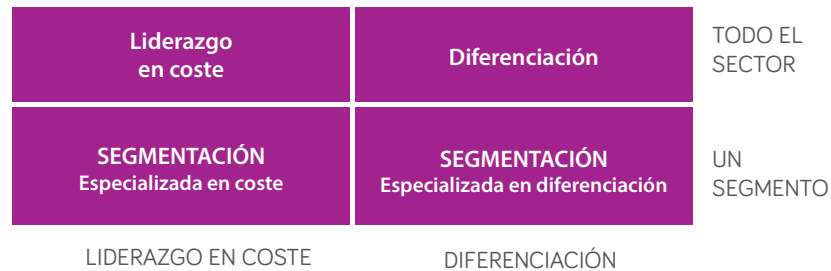 Liderazgo
en coste
Diferenciación
TODO EL
SECTOR
SEGMENTACIÓN
Especializada en coste
SEGMENTACIÓN
Especializada en diferenciación
UN
SEGMENTO
LIDERAZGO EN COSTE
DIFERENCIACIÓN